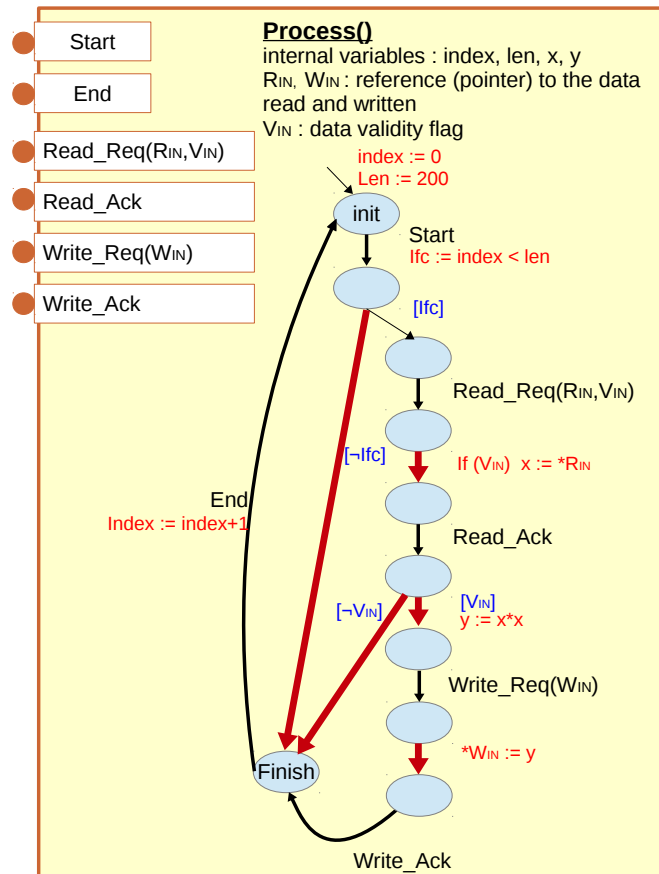 Start
End
Read_Req(RIN,VIN)
Read_Ack
Write_Req(WIN)
Write_Ack
Process()
internal variables : index, len, x, y
RIN, WIN : reference (pointer) to the data
read and written
VIN : data validity flag
index := 0
Len := 200
init
Start
Ifc := index < len
[Ifc]
Read_Req(RIN,VIN)
[¬Ifc]
If (VIN) x := *RIN
End
Index := index+1
Read_Ack
[¬VIN]
[VIN]
y := x*x
Write_Req(WIN)
*WIN := y
Finish
Write_Ack